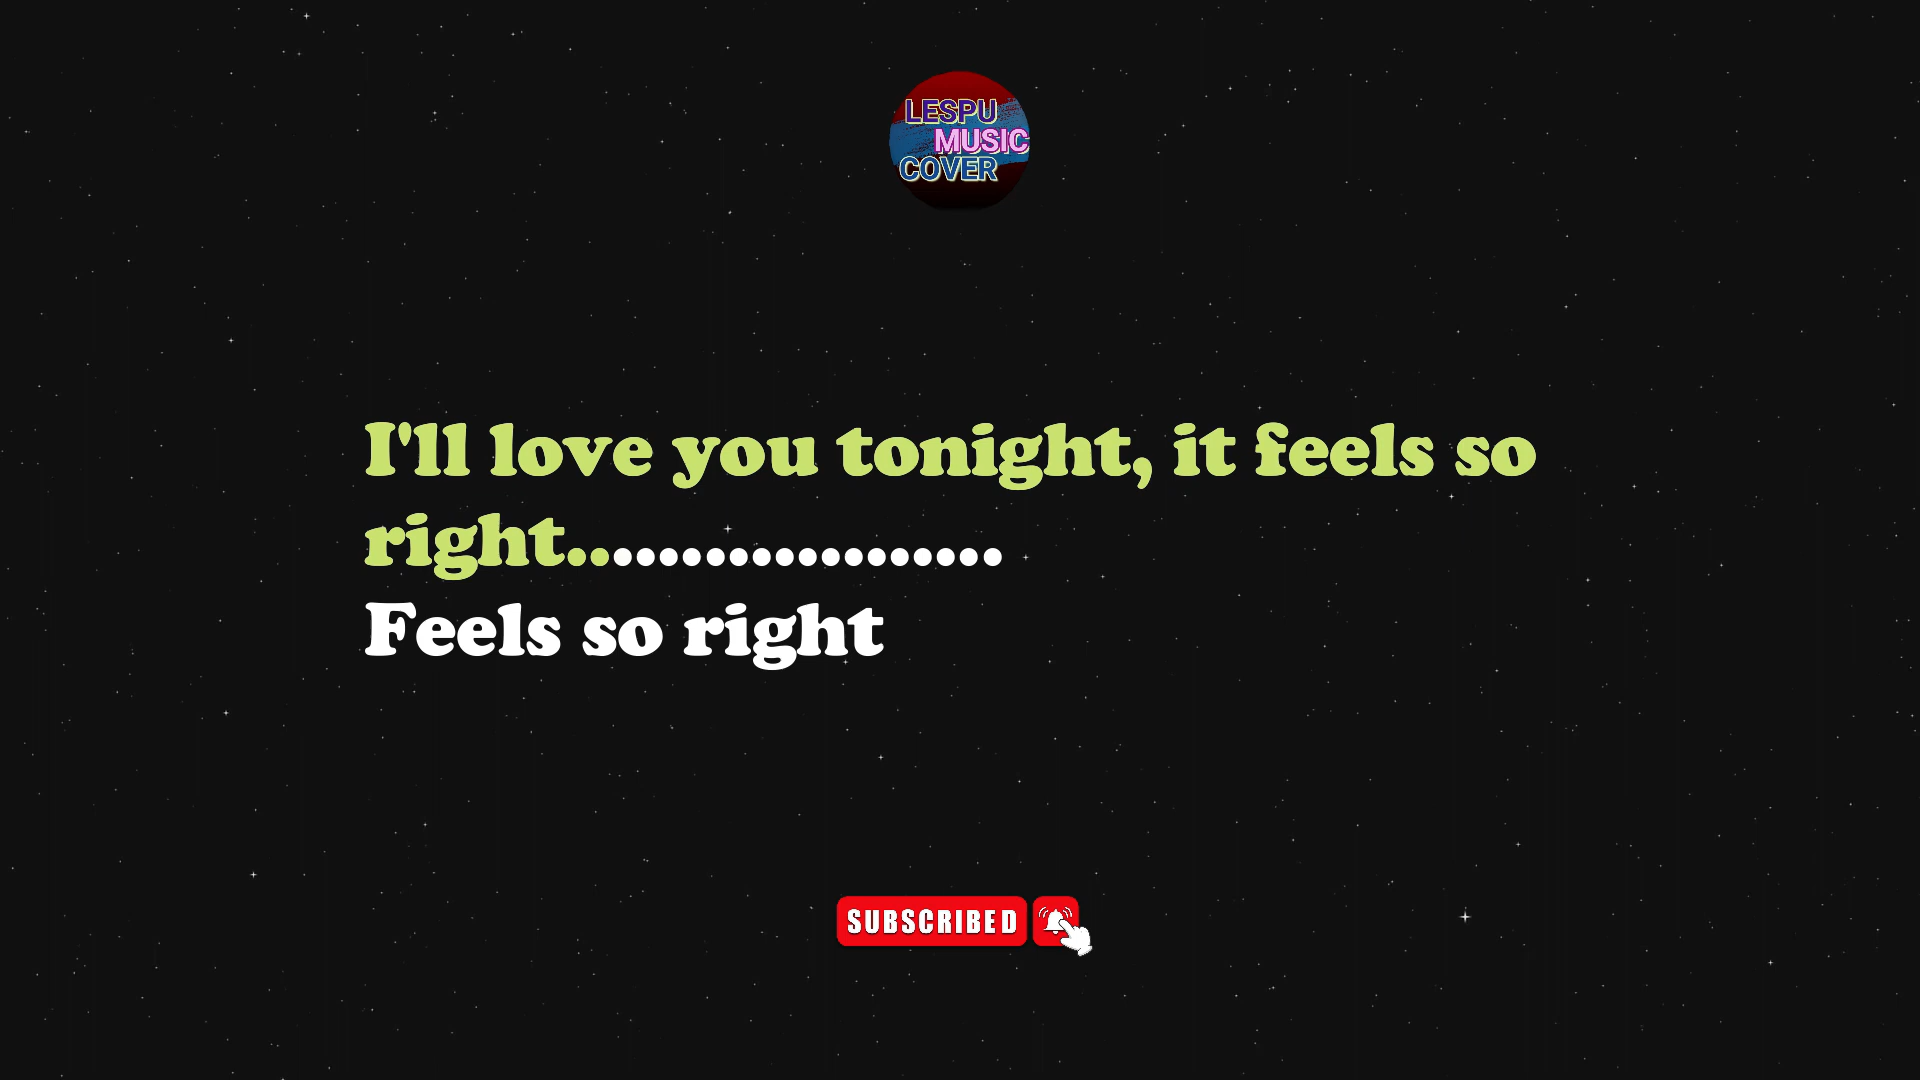 LESPU
MUSIC
COVER
I'll love you tonight, it feels so
right...................
Feels so right
SUBSCRIBED